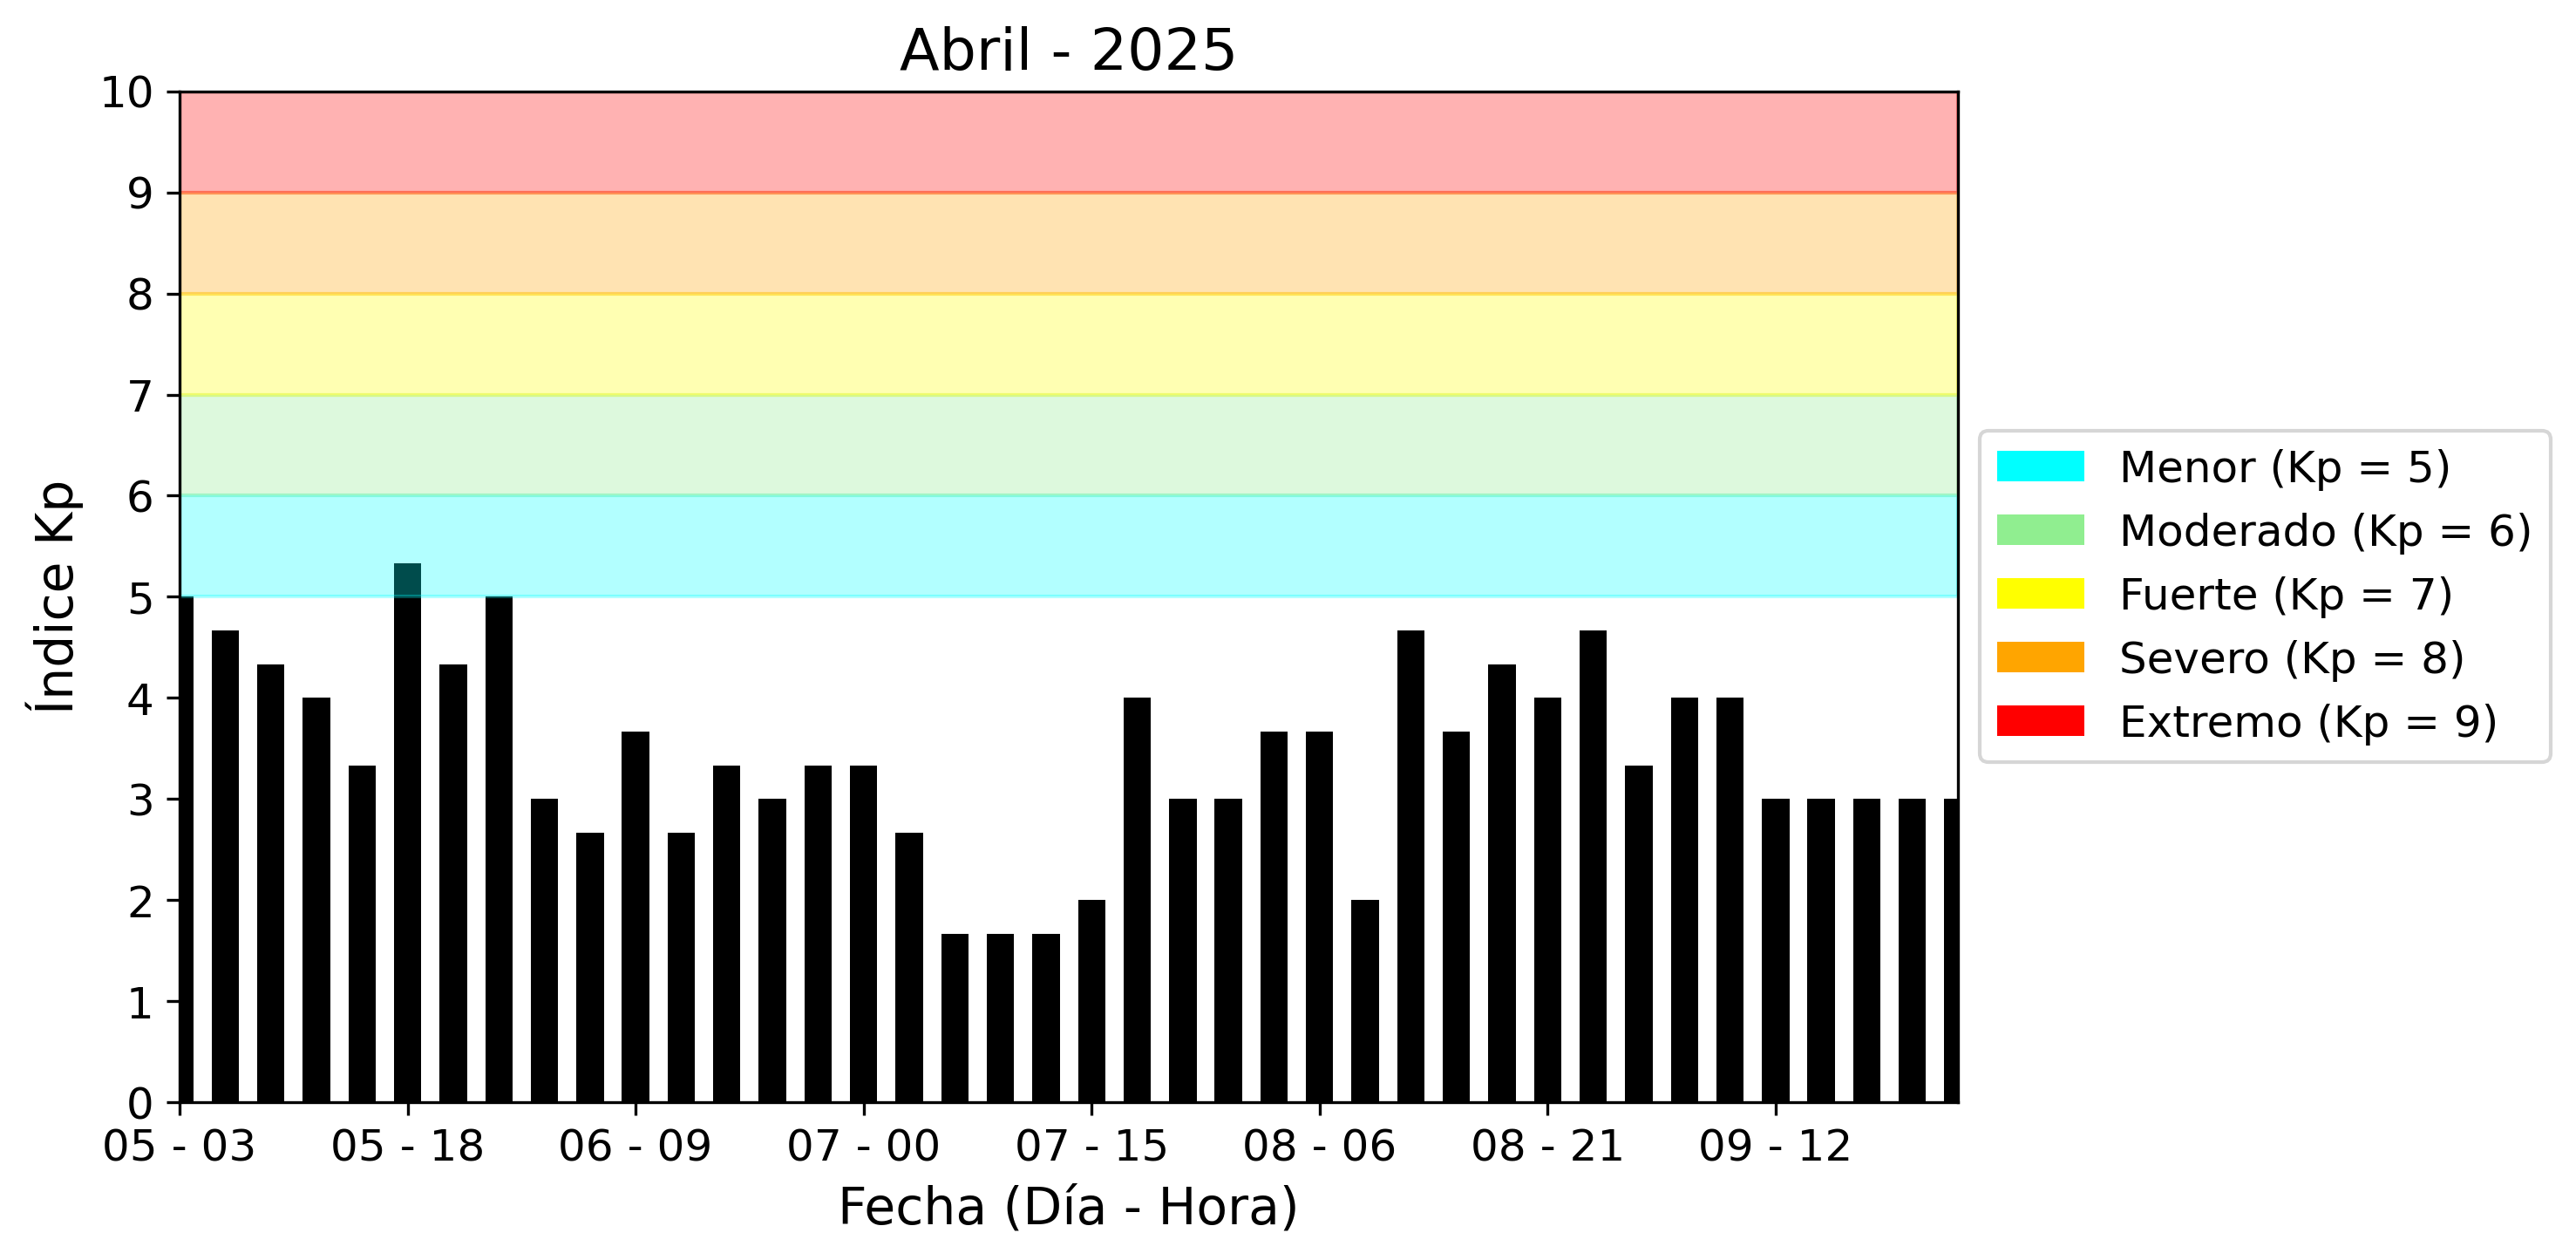 Abril - 2025
10
9
8
7
6
5
4
3
2
1
0
Índice Kp
05 - 03
05 - 18
06 - 09
07 - 00
07 - 15
08 - 06
08 - 21
09 - 12
Fecha (Día - Hora)
Menor (Kp = 5)
Moderado (Kp = 6)
Fuerte (Kp = 7)
Severo (Kp = 8)
Extremo (Kp = 9)